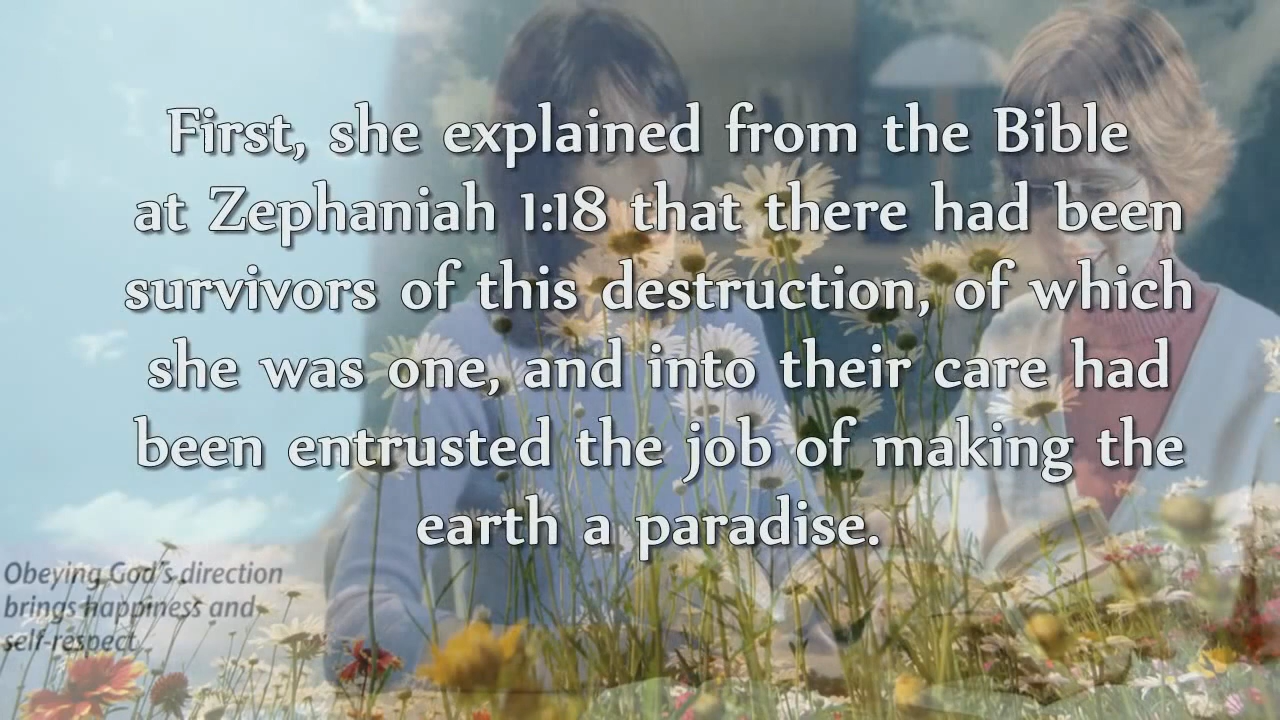 First, she explained from the Bible
at Zephaniah 1:18 that there had been
survivors of this destruction, of which
she was one, and into their care had
been entrusted the job of making the
earth a paradise.
Obeying God's direction
brings happiness and
self-respect